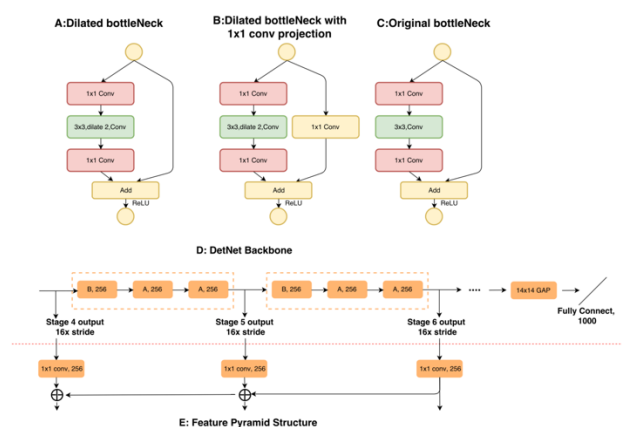 A:Dilated bottleNeck
B:Dilated bottleNeck with
1x1 conv projection
C:Original bottleNeck
1x1 Conv
3x3,dilate 2,Conv
1x1 Conv
Add
ReLU
1x1 Conv
3x3,dilate 2,Conv
1x1 Conv
1x1 Conv
Add
ReLU
1x1 Conv
3x3,Conv
1x1 Conv
Add
ReLU
D: DetNet Backbone
B, 256
A, 256
A, 256
B, 256
A, 256
A, 256
14x14 GAP
Fully Connect,
1000
Stage 4 output
16x stride
Stage 5 output
16x stride
Stage 6 output
16x stride
1x1 conv, 256
1x1 conv, 256
1x1 conv, 256
E: Feature Pyramid Structure